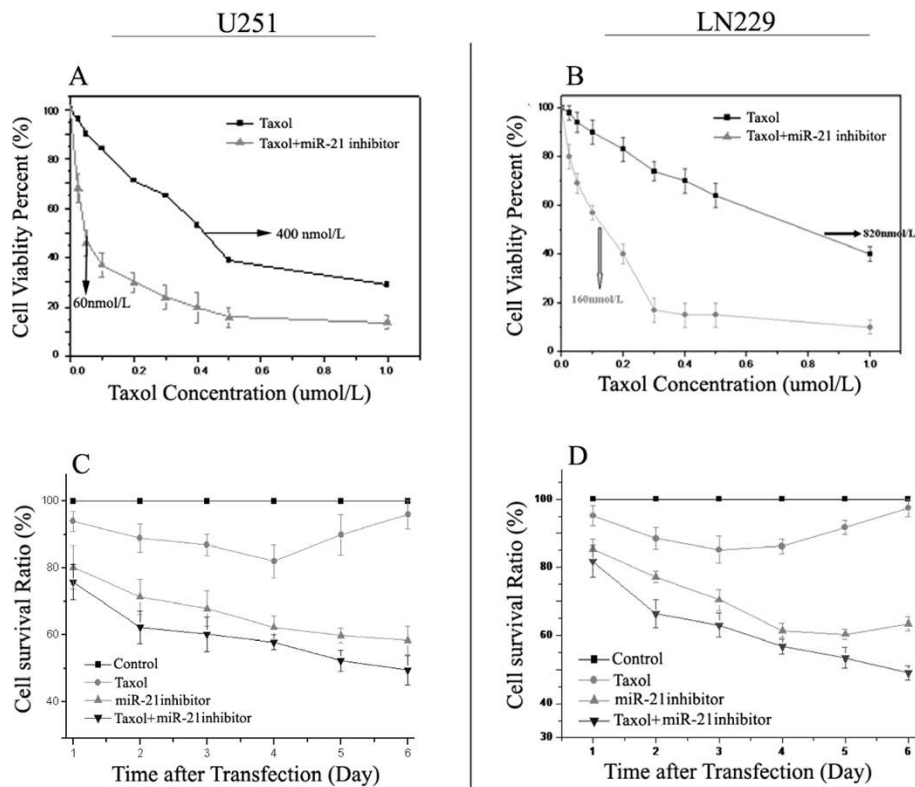 U251
LN229
A
Cell Viablity Percent (%)
100
80
60
40
20
0
Taxol
Taxol+miR-21 inhibitor
400 nmol/L
60nmol/L
0.0 0.2 0.4 0.6 0.8 1.0
Taxol Concentration (umol/L)
B
Cell Viablity Percent (%)
100
80
60
40
20
0
Taxol
Taxol+miR-21 inhibitor
820nmol/L
160nmol/L
0.0 0.2 0.4 0.6 0.8 1.0
Taxol Concentration (umol/L)
C
Cell survival Ratio (%)
100
80
60
40
Control
Taxol
miR-21inhibitor
Taxol+miR-21inhibitor
1 2 3 4 5 6
Time after Transfection (Day)
D
Cell survival Ratio (%)
100
80
60
40
30
Control
Taxol
miR-21inhibitor
Taxol+miR-21inhibitor
1 2 3 4 5 6
Time after Transfection (Day)